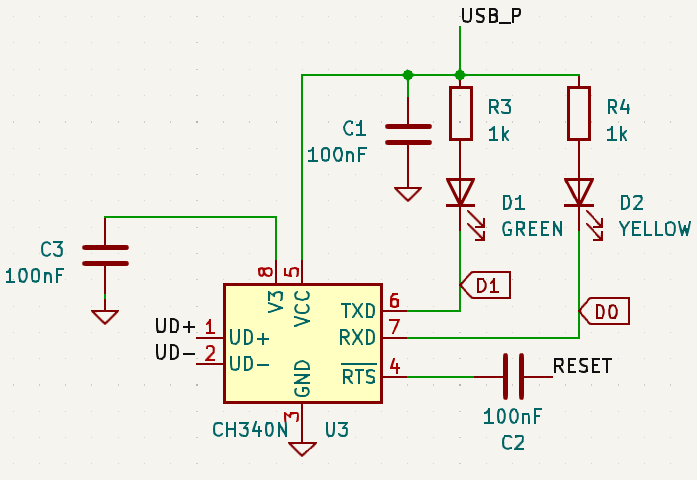 USB_P
R3
1k
R4
1k
C1
100nF
D1
GREEN
D2
YELLOW
C3
100nF
8
5
V3
VCC
D1
D0
UD+
1
UD-
2
UD+
UD-
TXD
6
RXD
7
RTS
4
GND
3
CH340N
U3
RESET
100nF
C2